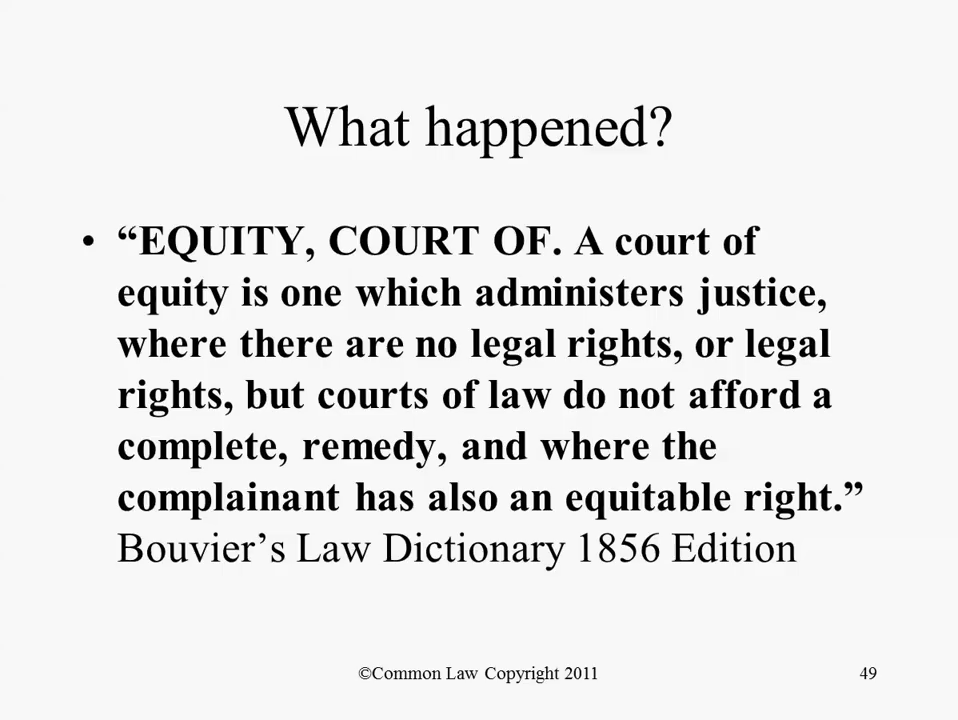 What happened?
• “EQUITY, COURT OF. A court of
equity is one which administers justice,
where there are no legal rights, or legal
rights, but courts of law do not afford a
complete, remedy, and where the
complainant has also an equitable right.”
Bouvier’s Law Dictionary 1856 Edition
©Common Law Copyright 2011
49